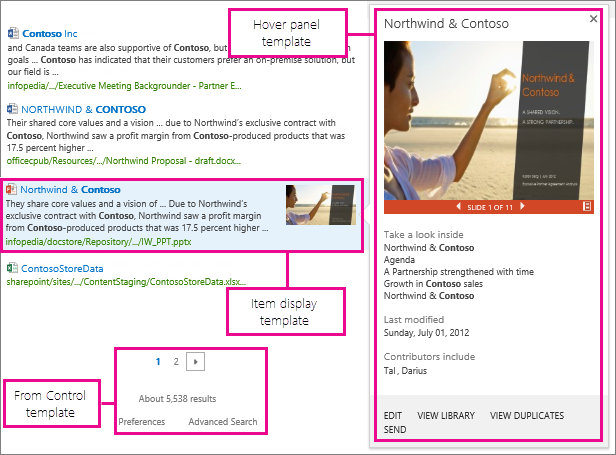 Hover panel
template
Contoso Inc
and Canada teams are also supportive of Contoso, but
goals ... Contoso has indicated that their customers prefer an on-premise solution, but
our field is ...
infopedia/.../Executive Meeting Backgrounder - Partner E...
NORTHWIND & CONTOSO
Their shared core values and a vision ... due to Northwind's exclusive contract with
Contoso, Northwind saw a profit margin from Contoso-produced products that was
17.5 percent higher ...
officecpub/Resources/.../Northwind Proposal - draft.docx...
Northwind & Contoso
They share core values and a vision of ... Due to Northwind's
exclusive contract with Contoso, Northwind saw a profit margin
from Contoso-produced products that was 17.5 percent higher ...
infopedia/docstore/Repository/.../IW_PPT.pptx
ContosoStoreData
sharepoint/sites/.../ContentStaging/ContosoStoreData.xlsx...
Item display
template
1 2
About 5,538 results
Preferences Advanced Search
From Control
template
Northwind & Contoso
Northwind &
Contoso
A SHARED VISION,
A STRONG PARTNERSHIP.
SLIDE 1 OF 11
Take a look inside
Northwind & Contoso
Agenda
A Partnership strengthened with time
Growth in Contoso sales
Northwind & Contoso
Last modified
Sunday, July 01, 2012
Contributors include
Tal , Darius
EDIT VIEW LIBRARY VIEW DUPLICATES
SEND